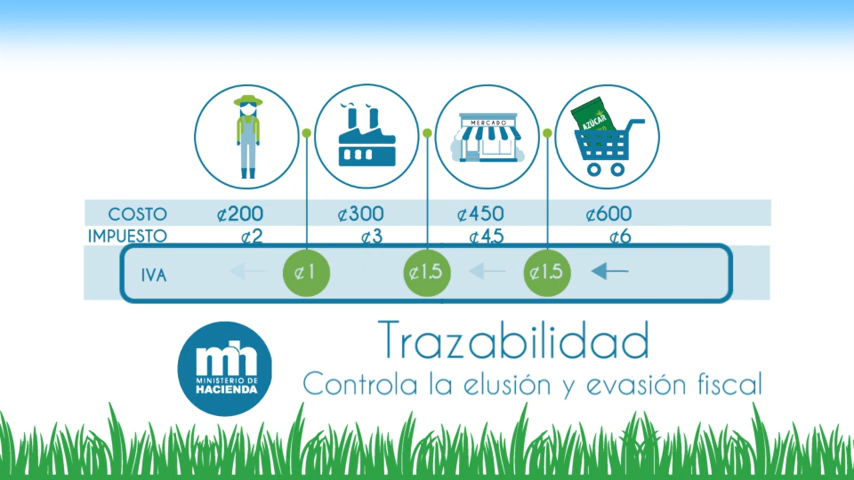 MERCADO
AZÚCAR
COSTO ₡200 ₡300 ₡450 ₡600
IMPUESTO ₡2 ₡3 ₡4.5 ₡6
IVA ₡1 ₡1.5 ₡1.5
Trazabilidad
Controla la elusión y evasión fiscal
mh
MINISTERIO DE
HACIENDA